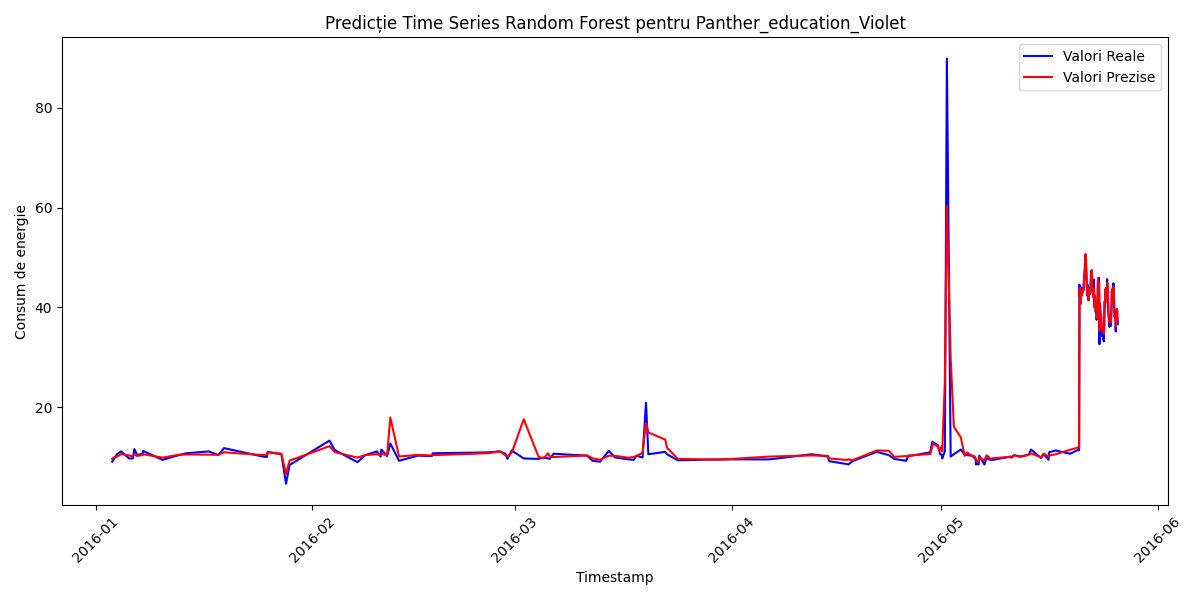 Predicție Time Series Random Forest pentru Panther_education_Violet
Valori Reale
Valori Prezise
Consum de energie
80
60
40
20
2016-01
2016-02
2016-03
2016-04
2016-05
2016-06
Timestamp